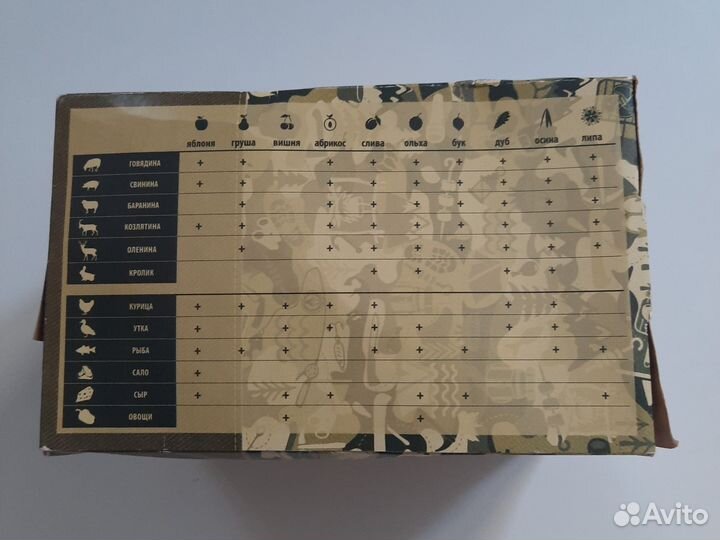 яблоня груша вишня абрикос слива ольха бук дуб осина липа
ГОВЯДИНА + + + + + + + + +
СВИНИНА + + + + + + + + +
БАРАНИНА + + + + + + + +
КОЗЛЯТИНА + + + + + + + + +
ОЛЕНИНА + + + + + + + +
КРОЛИК + + + +
КУРИЦА + + + + + + +
УТКА + + + + + + + +
РЫБА + + + + + + + +
САЛО +
СЫР + + + + + +
ОВОЩИ + +
Avito